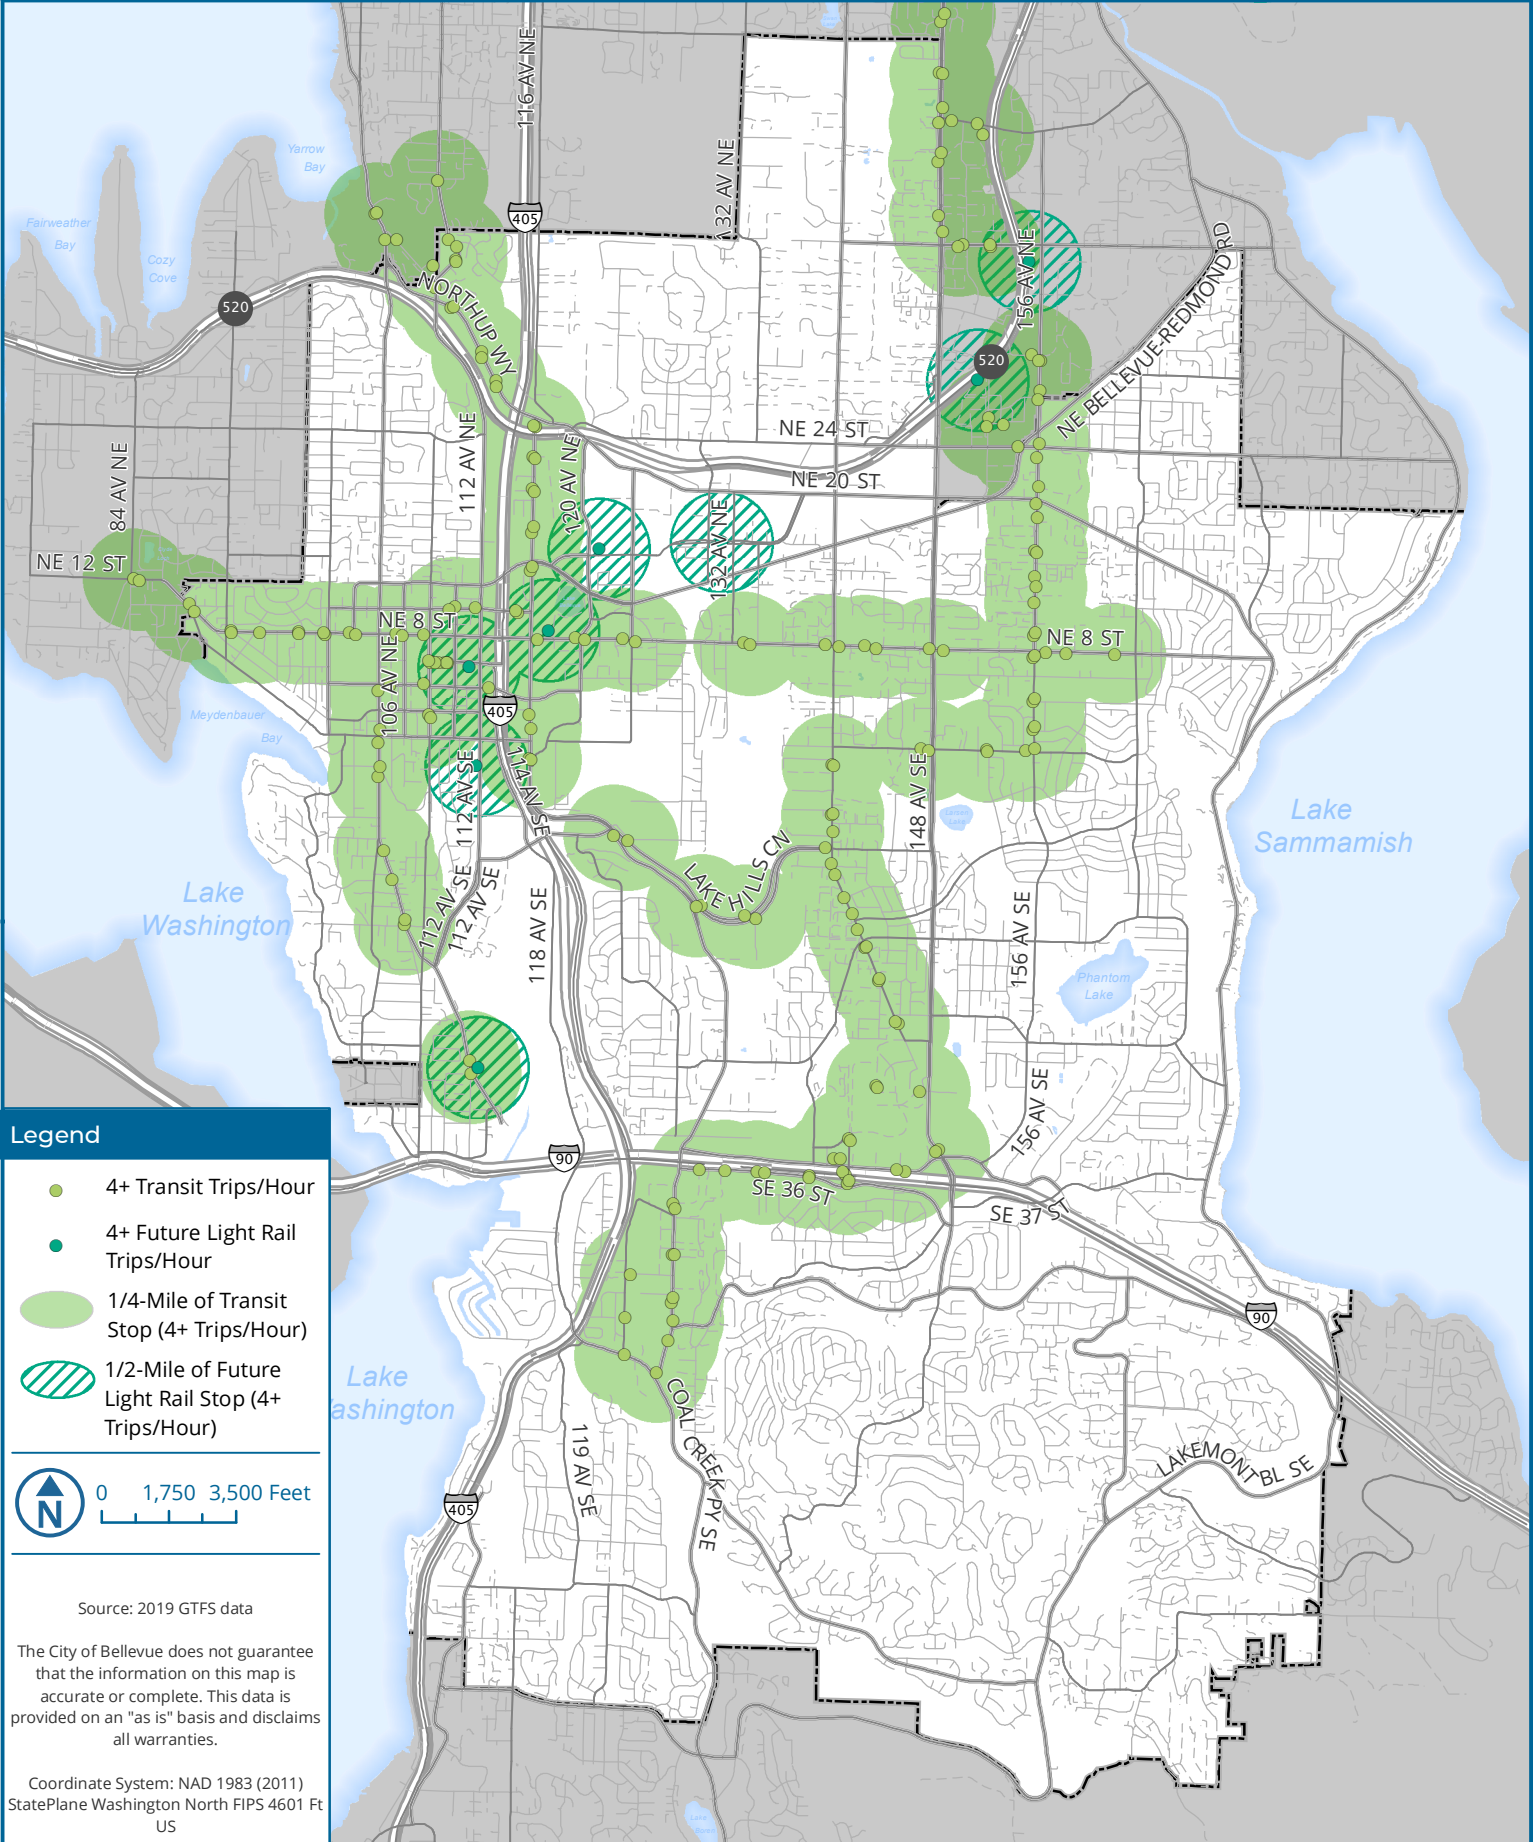 116 AV NE
Yarrow
Bay
132 AV NE
405
Fairweather
Bay
Cozy
Cove
156 AV NE
NE BELLEVUE-REDMOND RD
NORTHUP WY
520
520
NE 24 ST
NE 20 ST
84 AV NE
112 AV NE
120 AV NE
132 AV NE
NE 12 ST
NE 8 ST
NE 8 ST
106 AV NE
405
Meydenbauer
Bay
112 AV SE
114 AV SE
148 AV SE
Lake
Sammamish
LAKE HILLS CN
Lake
Washington
112 AV SE
112 AV SE
118 AV SE
156 AV SE
Phantom
Lake
156 AV SE
90
SE 36 ST
SE 37 ST
90
Lake
ashington
COAL CREEK PY SE
119 AV SE
LAKEMONT BL SE
405
Legend
4+ Transit Trips/Hour
4+ Future Light Rail
Trips/Hour
1/4-Mile of Transit
Stop (4+ Trips/Hour)
1/2-Mile of Future
Light Rail Stop (4+
Trips/Hour)
N
0 1,750 3,500 Feet
Source: 2019 GTFS data
The City of Bellevue does not guarantee
that the information on this map is
accurate or complete. This data is
provided on an "as is" basis and disclaims
all warranties.
Coordinate System: NAD 1983 (2011)
StatePlane Washington North FIPS 4601 Ft
US